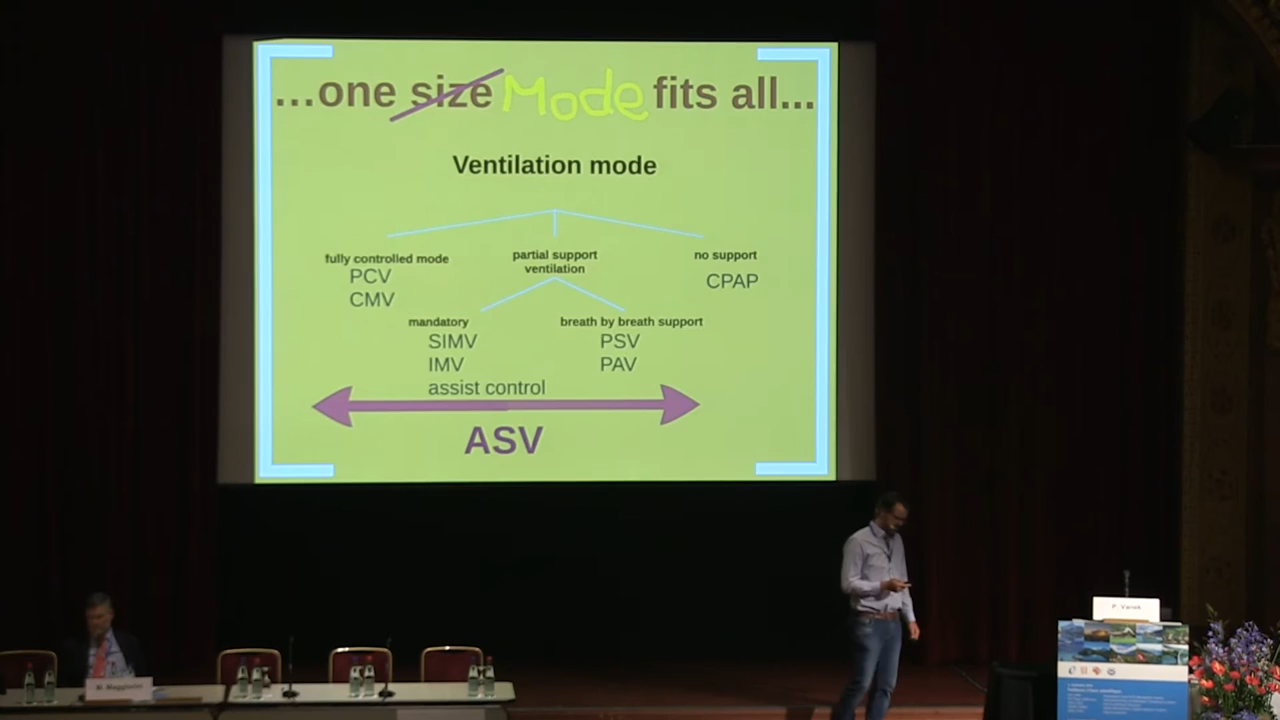 ...one size Mode fits all...
Ventilation mode
fully controlled mode
PCV
CMV
partial support
ventilation
no support
CPAP
mandatory
SIMV
IMV
assist control
breath by breath support
PSV
PAV
ASV
M. Maggiorini